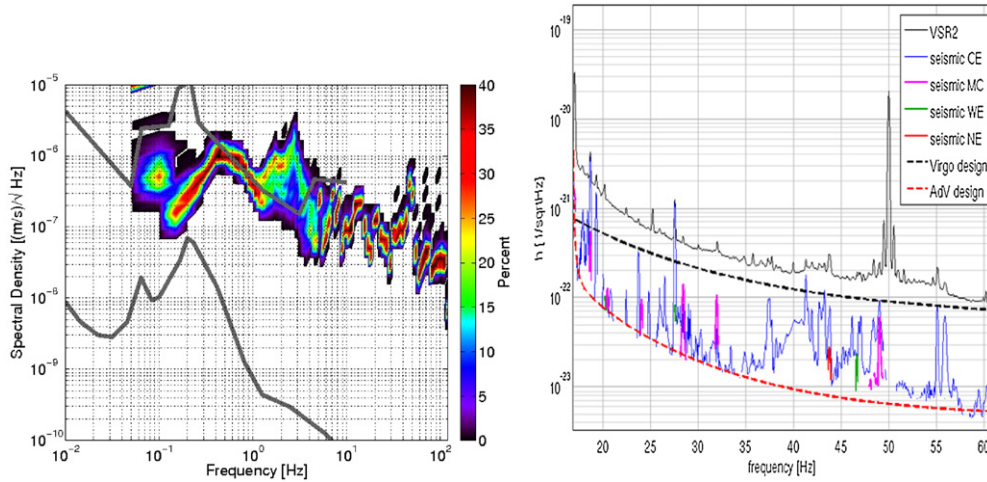 10⁻⁵
10⁻⁶
10⁻⁷
10⁻⁸
10⁻⁹
10⁻¹⁰
Spectral Density [(m/s)/√Hz]
10⁻²
10⁻¹
10⁰
10¹
10²
Frequency [Hz]
40
35
30
25
20
15
10
5
0
Percent
10⁻¹⁹
10⁻²⁰
10⁻²¹
10⁻²²
10⁻²³
h [ 1/sqrtHz]
VSR2
seismic CE
seismic MC
seismic WE
seismic NE
Virgo design
AdV design
20
25
30
35
40
45
50
55
60
frequency [Hz]